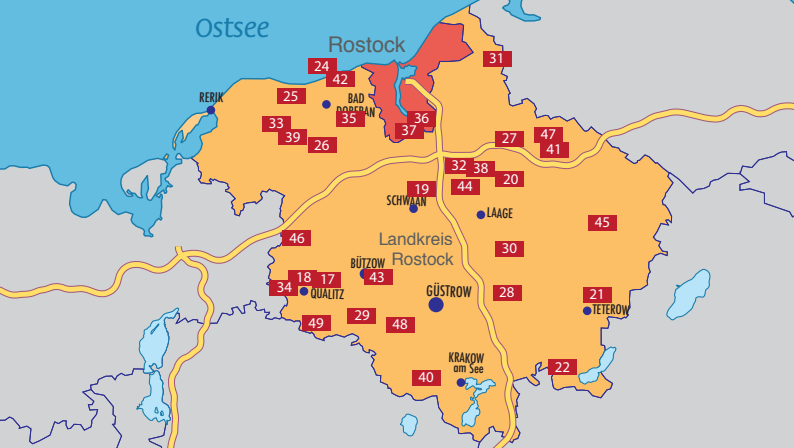 Ostsee
Rostock
31
24
42
RERIK
25
BAD
DOBERAN
35
36
33
37
39
26
27
47
41
32
38
20
19
44
SCHWAAN
LAAGE
45
46
Landkreis
Rostock
30
BÜTZOW
18
17
43
34
QUALITZ
GÜSTROW
28
21
TETEROW
29
49
48
KRAKOW
am See
22
40